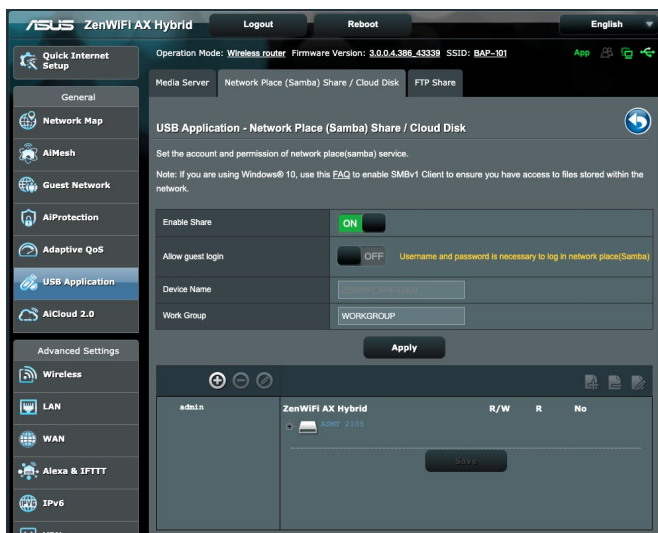 ASUS ZenWiFi AX Hybrid Logout Reboot English
Quick Internet Setup
Operation Mode: Wireless router Firmware Version: 3.0.0.4.386_43339 SSID: BAP-101 App
Media Server Network Place (Samba) Share / Cloud Disk FTP Share
General
Network Map
AiMesh
Guest Network
AiProtection
Adaptive QoS
USB Application
AiCloud 2.0
Advanced Settings
Wireless
LAN
WAN
Alexa & IFTTT
IPv6
USB Application - Network Place (Samba) Share / Cloud Disk
Set the account and permission of network place(samba) service.
Note: If you are using Windows® 10, use this FAQ to enable SMBv1 Client to ensure you have access to files stored within the
network.
Enable Share ON
Allow guest login OFF Username and password is necessary to log in network place(Samba)
Device Name
Work Group WORKGROUP
Apply
admin ZenWiFi AX Hybrid R/W R No
ASMT 2105
Save